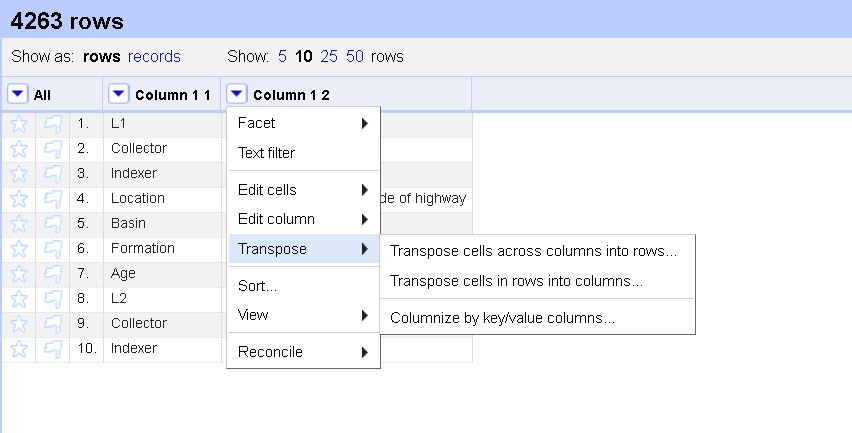 4263 rows
Show as: rows records Show: 5 10 25 50 rows
All Column 1 1 Column 1 2
1. L1
2. Collector
3. Indexer
4. Location de of highway
5. Basin
6. Formation
7. Age
8. L2
9. Collector
10. Indexer
Facet
Text filter
Edit cells
Edit column
Transpose
Sort...
View
Reconcile
Transpose cells across columns into rows...
Transpose cells in rows into columns...
Columnize by key/value columns...